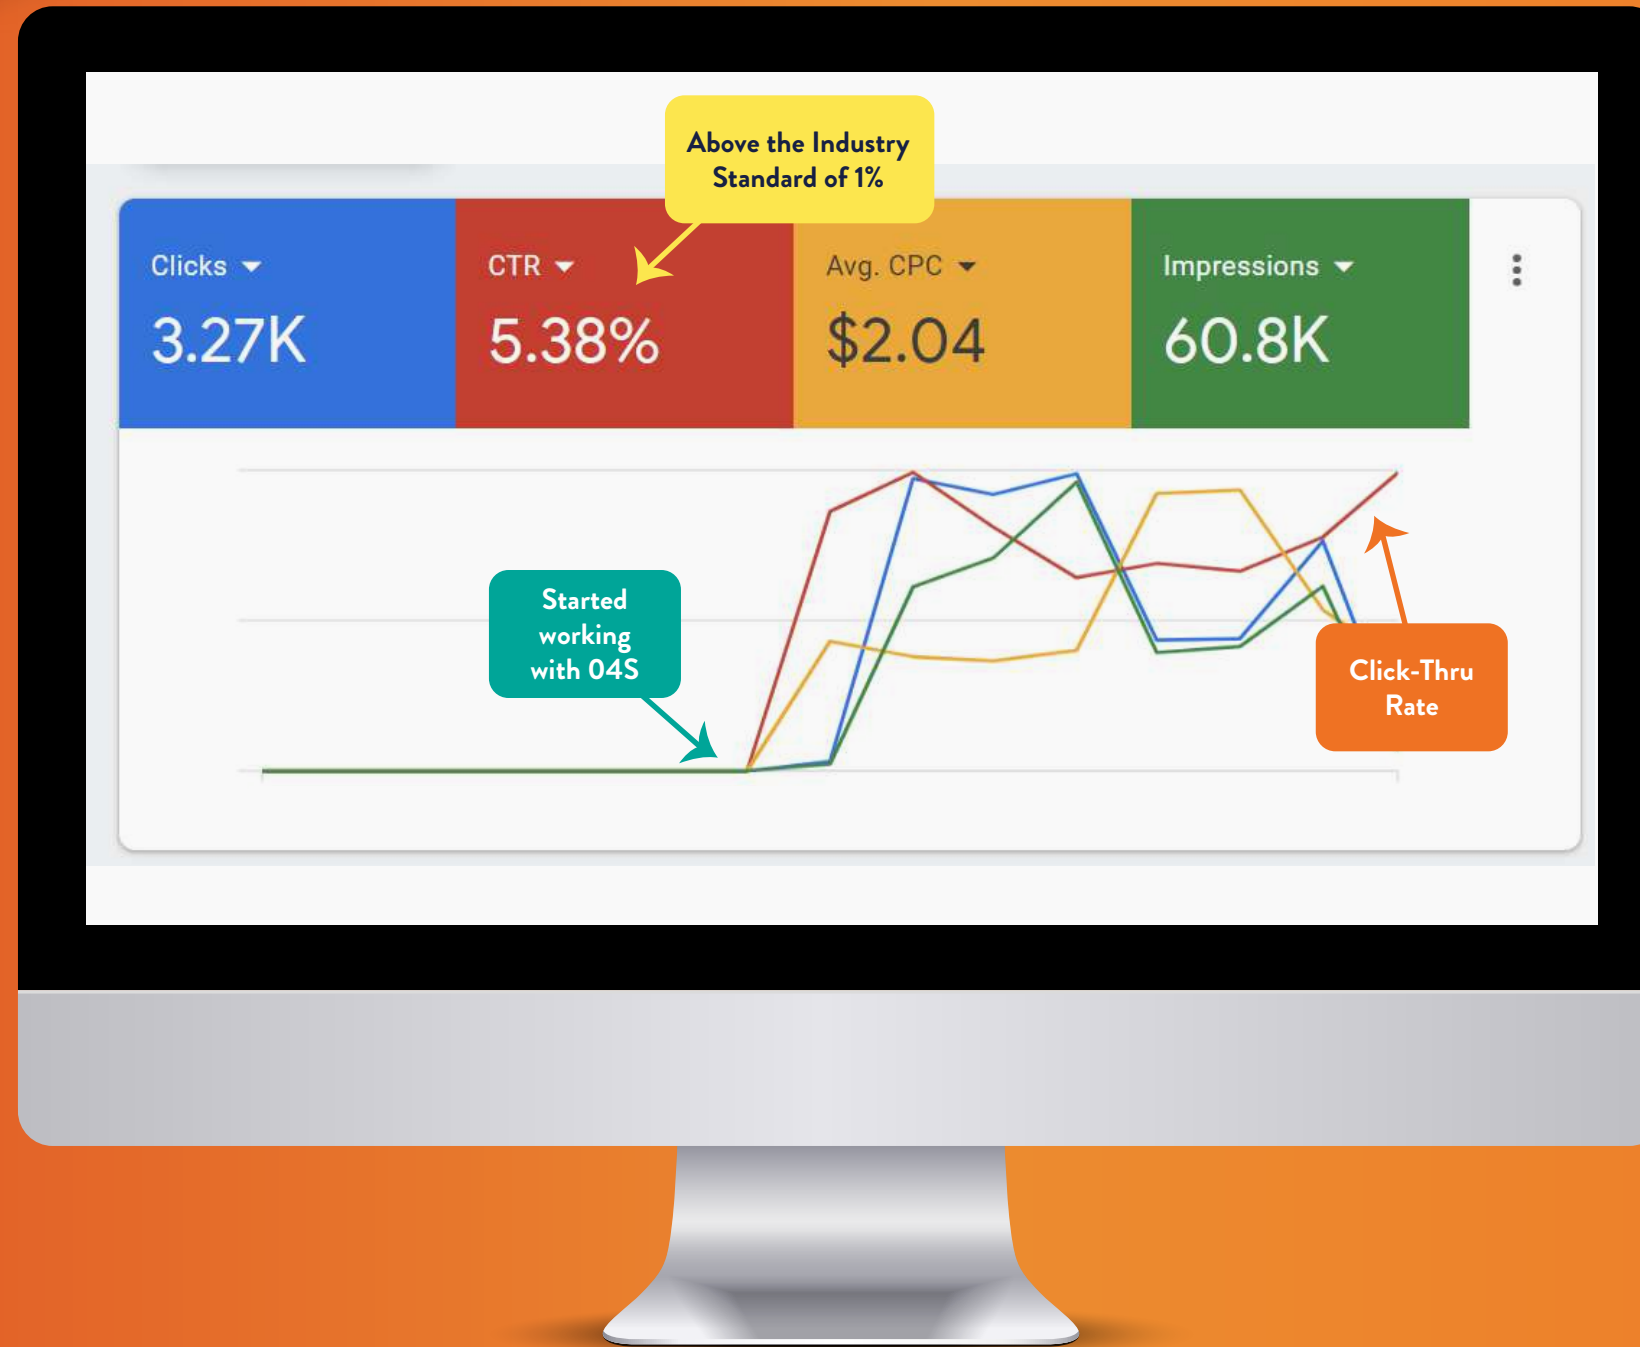 Above the Industry
Standard of 1%
Clicks
3.27K
CTR
5.38%
Avg. CPC
$2.04
Impressions
60.8K
Started
working
with 04S
Click-Thru
Rate